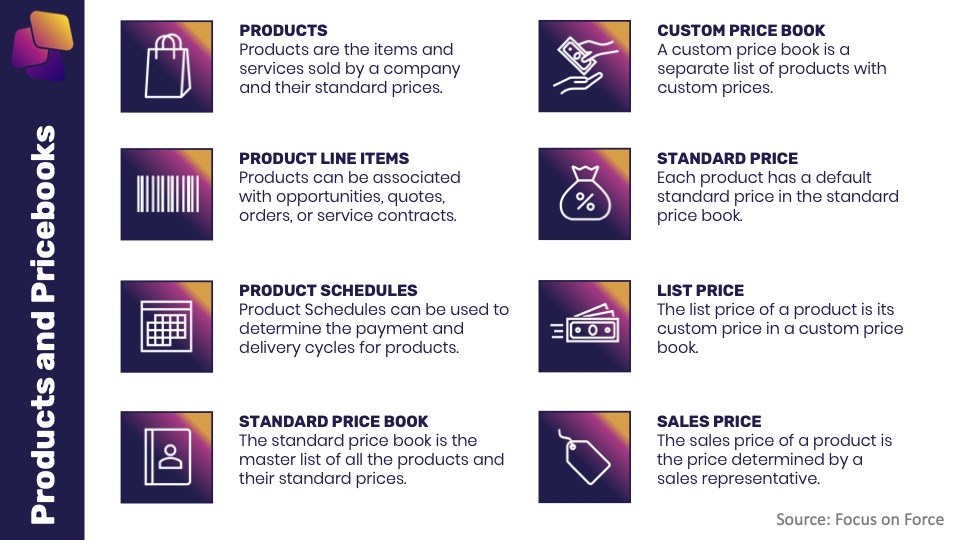 Products and Pricebooks
PRODUCTS
Products are the items and
services sold by a company
and their standard prices.
PRODUCT LINE ITEMS
Products can be associated
with opportunities, quotes,
orders, or service contracts.
PRODUCT SCHEDULES
Product Schedules can be used to
determine the payment and
delivery cycles for products.
STANDARD PRICE BOOK
The standard price book is the
master list of all the products and
their standard prices.
CUSTOM PRICE BOOK
A custom price book is a
separate list of products with
custom prices.
STANDARD PRICE
Each product has a default
standard price in the standard
price book.
LIST PRICE
The list price of a product is its
custom price in a custom price
book.
SALES PRICE
The sales price of a product is
the price determined by a
sales representative.
Source: Focus on Force